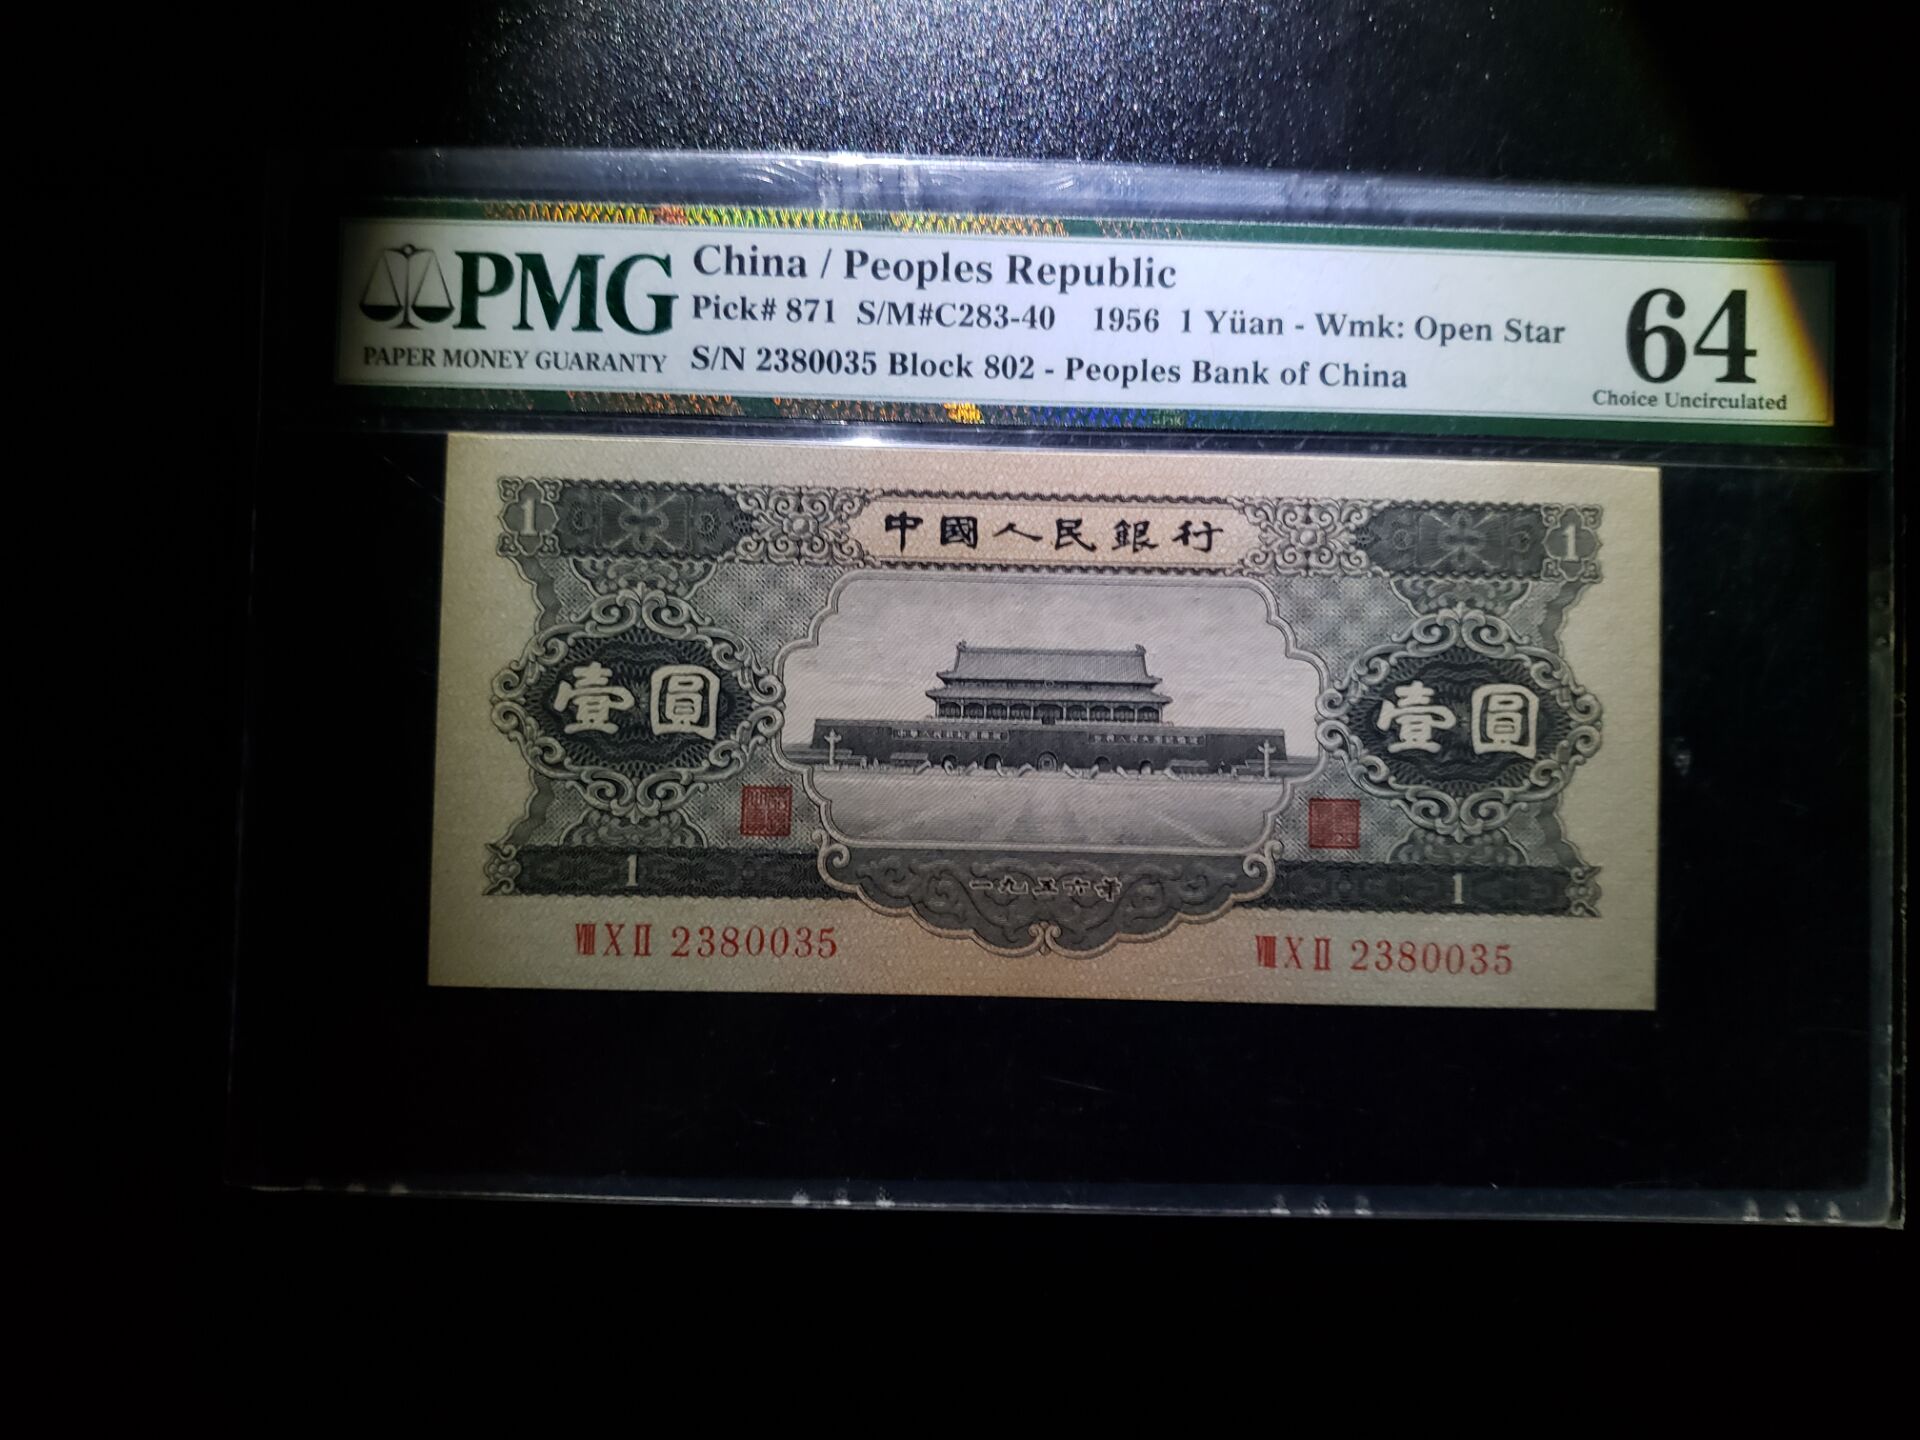 PMG
PAPER MONEY GUARANTY
China / Peoples Republic
Pick# 871 S/M#C283-40 1956 1 Yüan - Wmk: Open Star
S/N 2380035 Block 802 - Peoples Bank of China
64
Choice Uncirculated
1 中國人民銀行 1
壹圓 壹圓
1 一九五六年 1
ⅧⅩⅡ 2380035 ⅧⅩⅡ 2380035